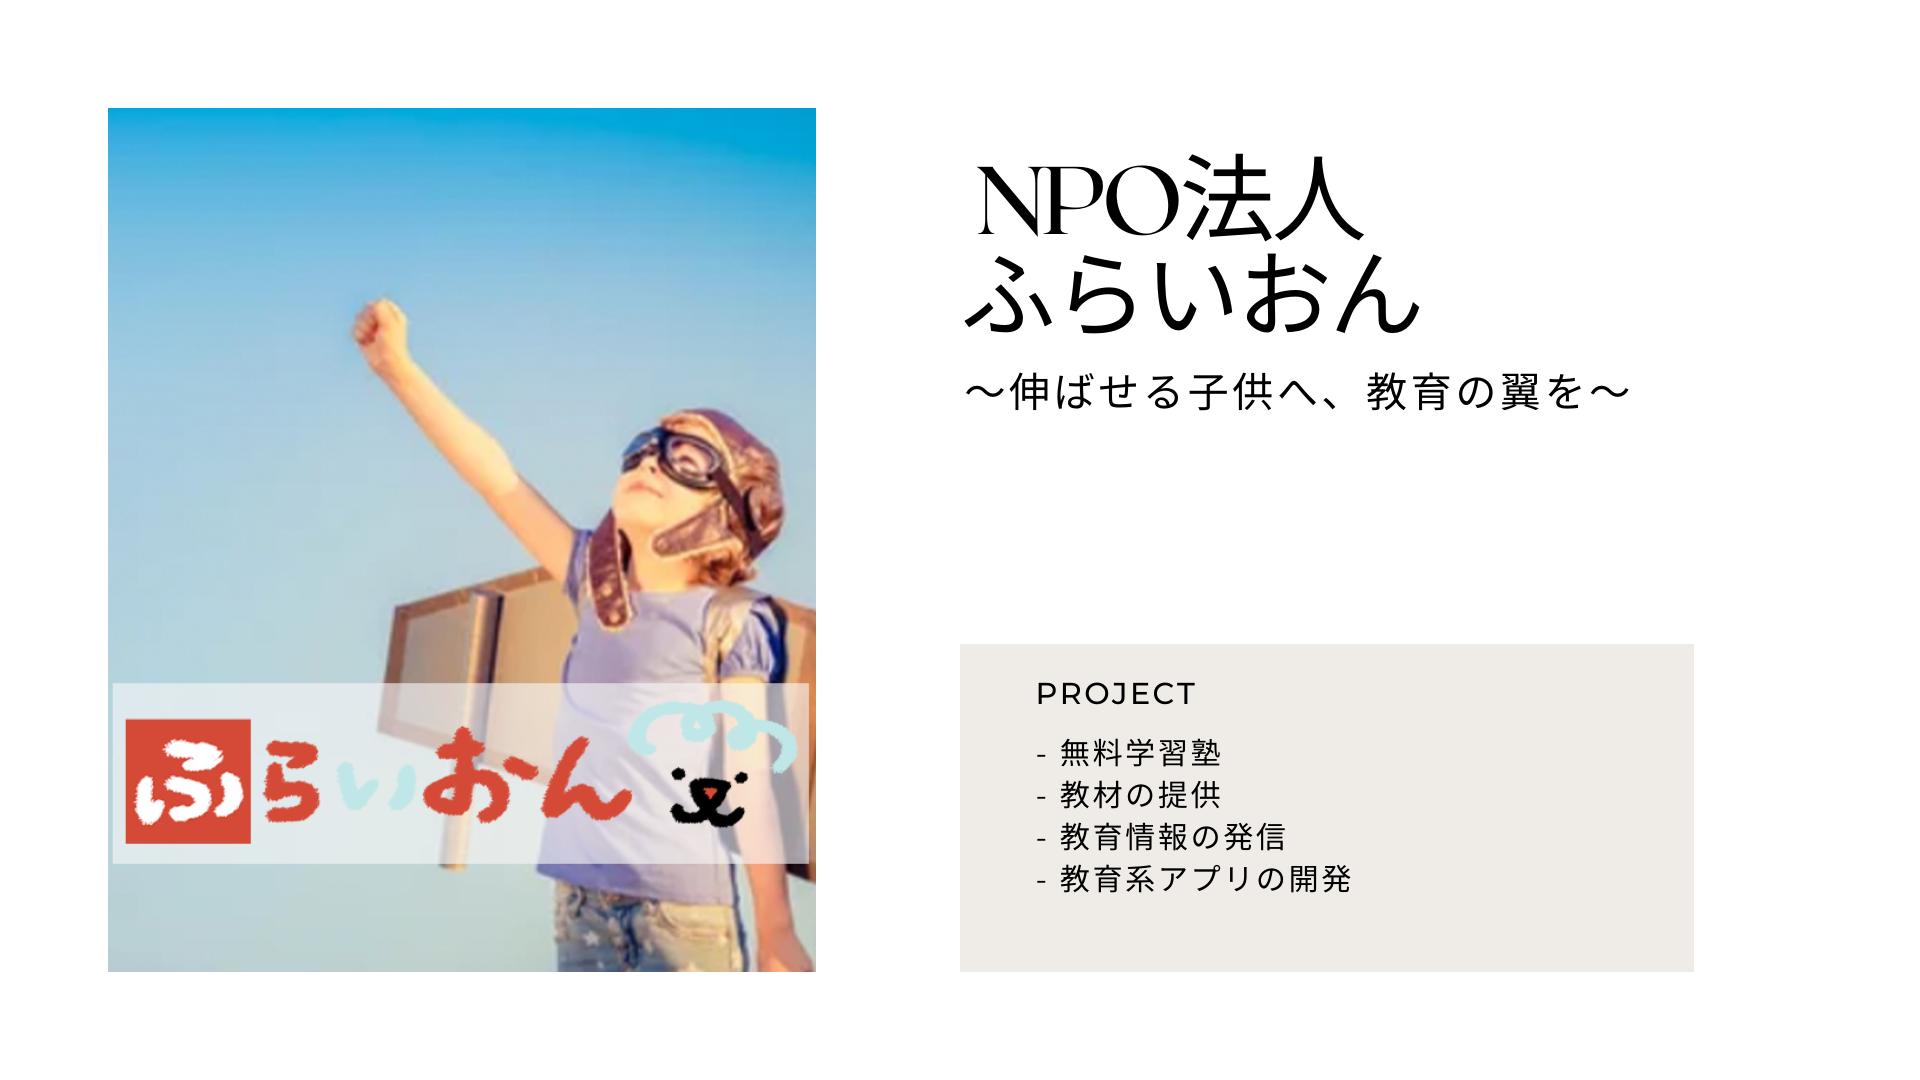 NPO法人
ふらいおん
～伸ばせる子供へ、教育の翼を～
ふらいおん
PROJECT
- 無料学習塾
- 教材の提供
- 教育情報の発信
- 教育系アプリの開発